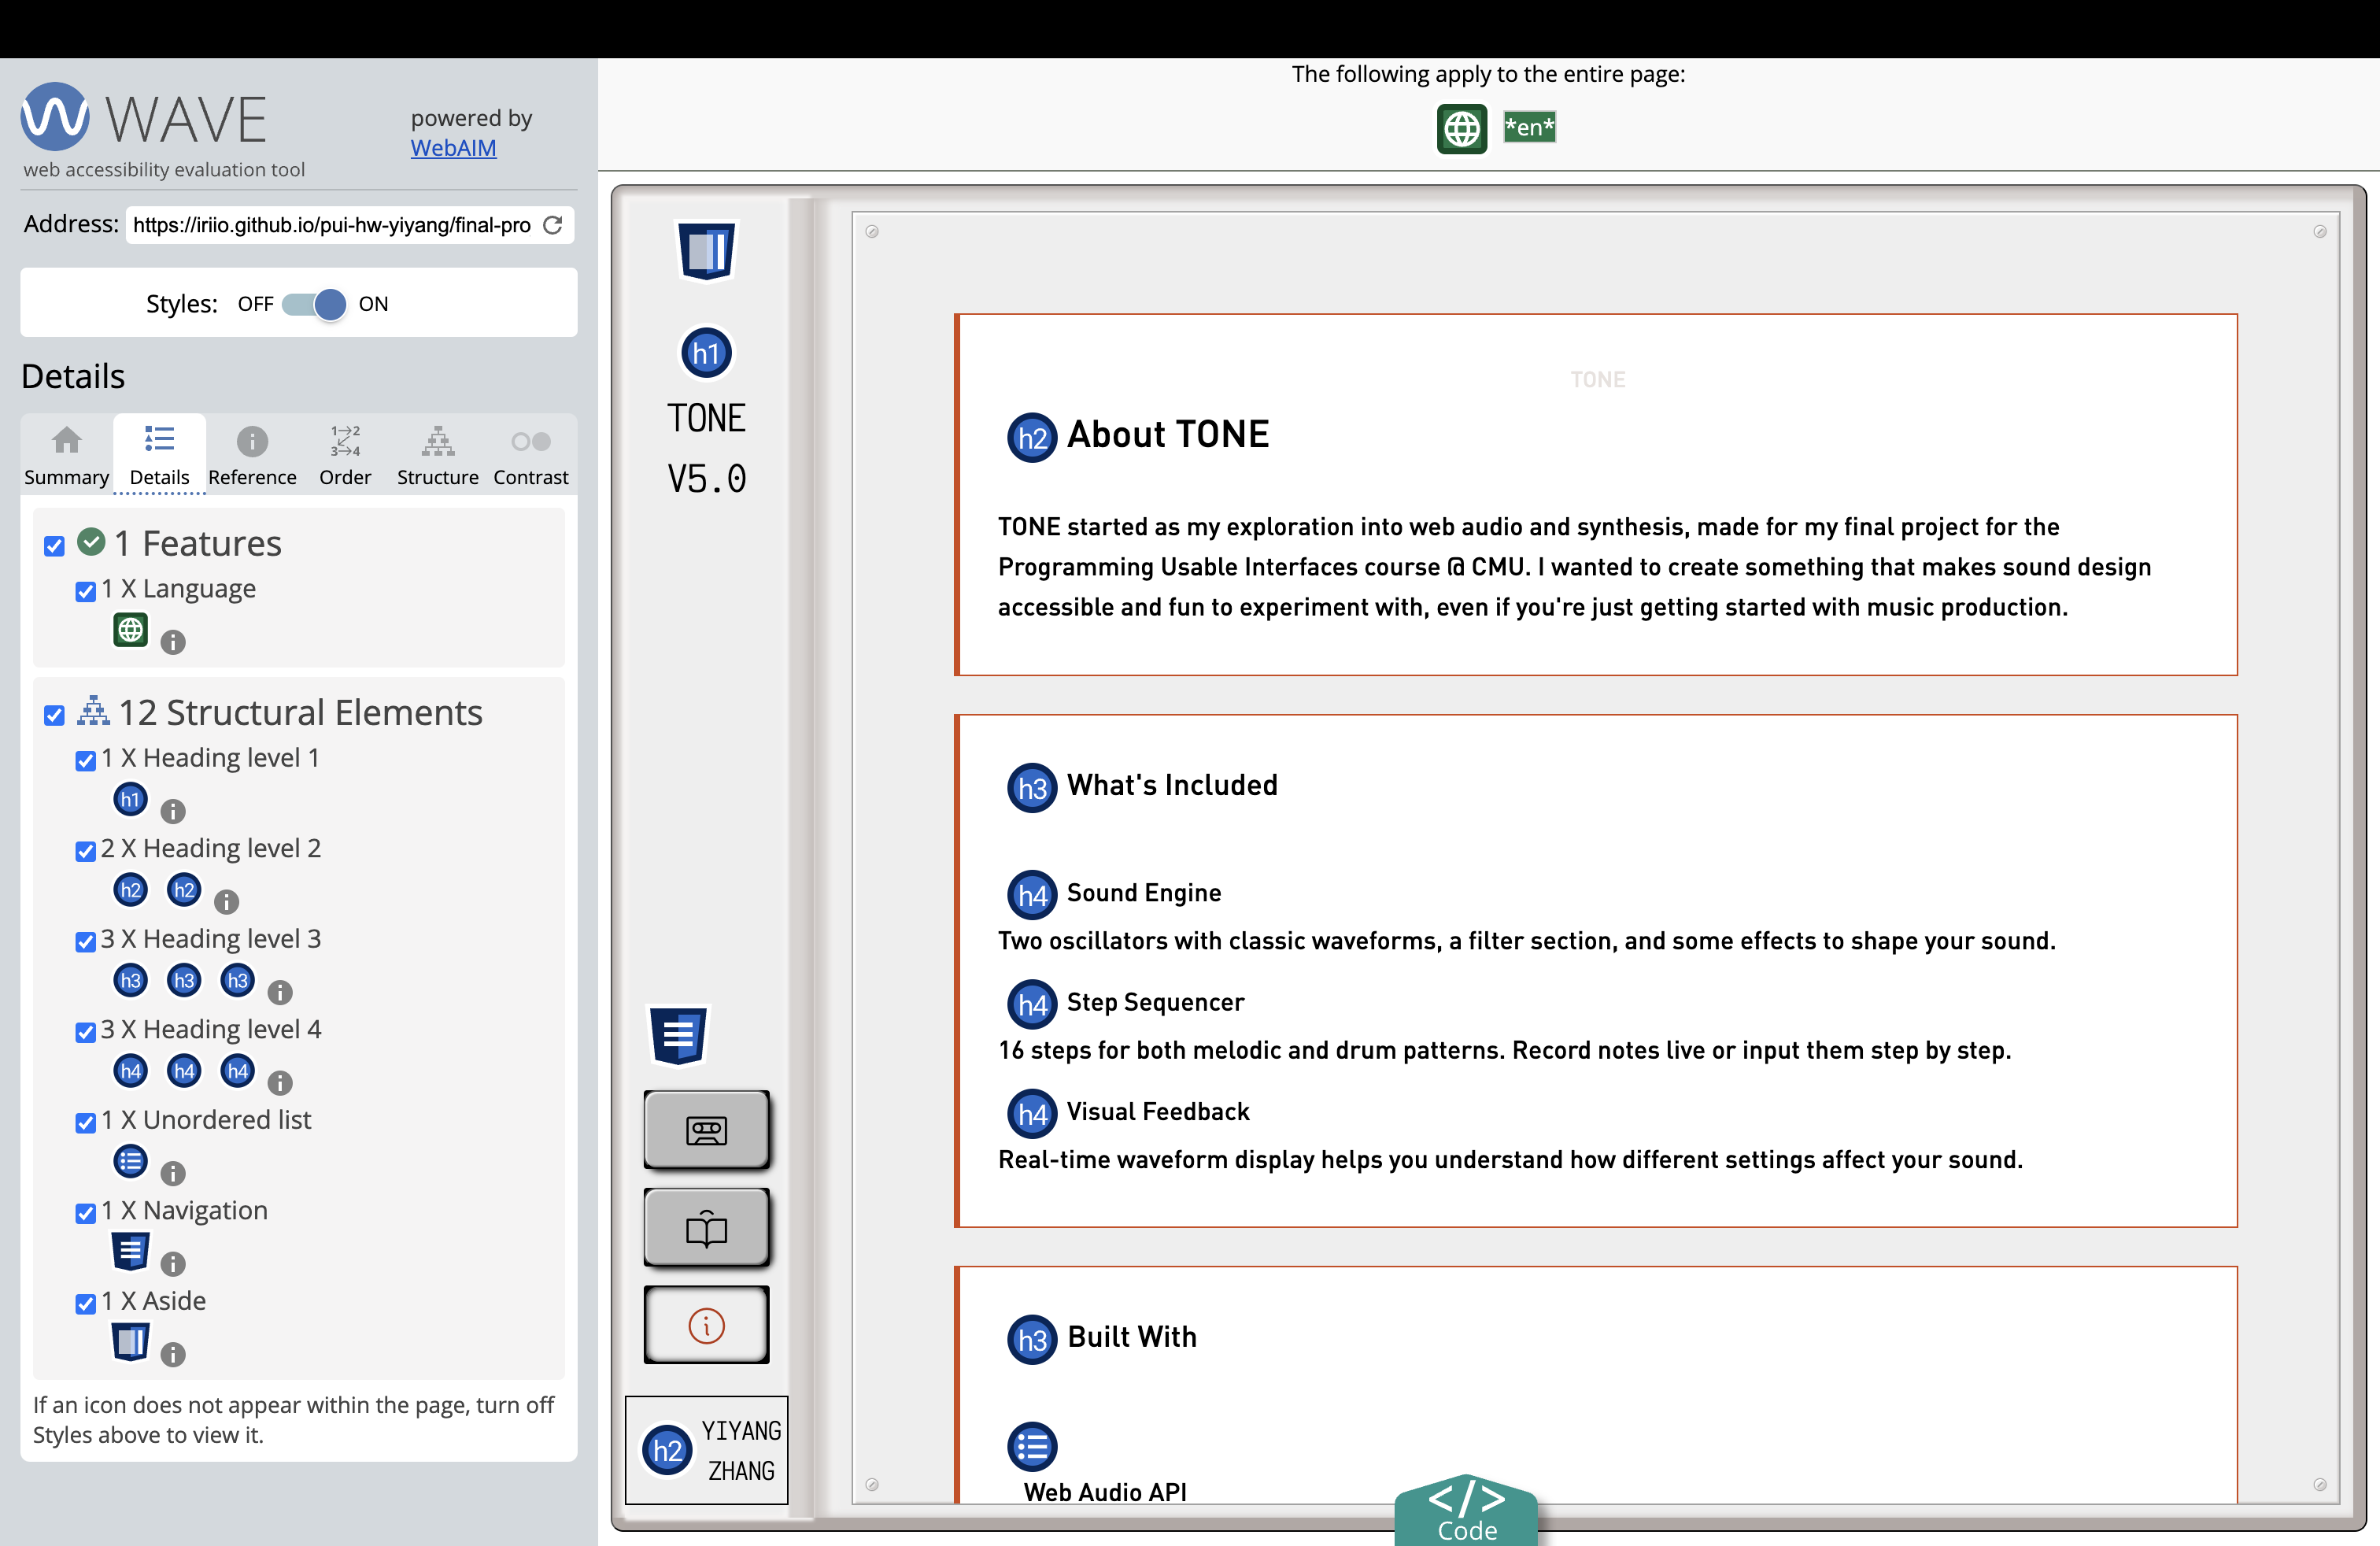 WAVE
web accessibility evaluation tool
powered by
WebAIM
Address: https://iriio.github.io/pui-hw-yiyang/final-pro
Styles: OFF ON
Details
Summary Details Reference Order Structure Contrast
1→2
3→4
1 Features
1 X Language
12 Structural Elements
1 X Heading level 1
h1
2 X Heading level 2
h2 h2
3 X Heading level 3
h3 h3 h3
3 X Heading level 4
h4 h4 h4
1 X Unordered list
1 X Navigation
1 X Aside
If an icon does not appear within the page, turn off
Styles above to view it.
The following apply to the entire page:
*en*
h1
TONE
V5.0
h2 YIYANG
ZHANG
TONE
h2 About TONE
TONE started as my exploration into web audio and synthesis, made for my final project for the
Programming Usable Interfaces course @ CMU. I wanted to create something that makes sound design
accessible and fun to experiment with, even if you're just getting started with music production.
h3 What's Included
h4 Sound Engine
Two oscillators with classic waveforms, a filter section, and some effects to shape your sound.
h4 Step Sequencer
16 steps for both melodic and drum patterns. Record notes live or input them step by step.
h4 Visual Feedback
Real-time waveform display helps you understand how different settings affect your sound.
h3 Built With
Web Audio API
</>
Code